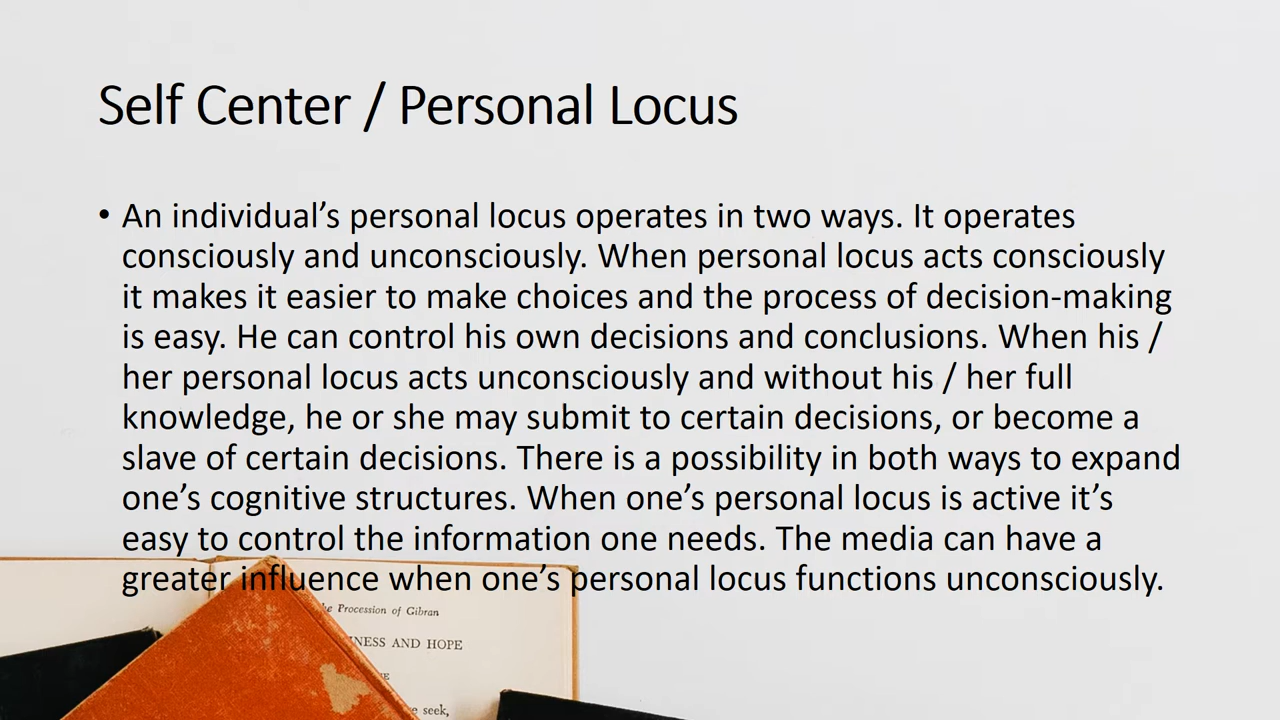 Self Center / Personal Locus
• An individual’s personal locus operates in two ways. It operates
consciously and unconsciously. When personal locus acts consciously
it makes it easier to make choices and the process of decision-making
is easy. He can control his own decisions and conclusions. When his /
her personal locus acts unconsciously and without his / her full
knowledge, he or she may submit to certain decisions, or become a
slave of certain decisions. There is a possibility in both ways to expand
one’s cognitive structures. When one’s personal locus is active it’s
easy to control the information one needs. The media can have a
greater influence when one’s personal locus functions unconsciously.
Procession of Gibran
AND HOPE
seek,